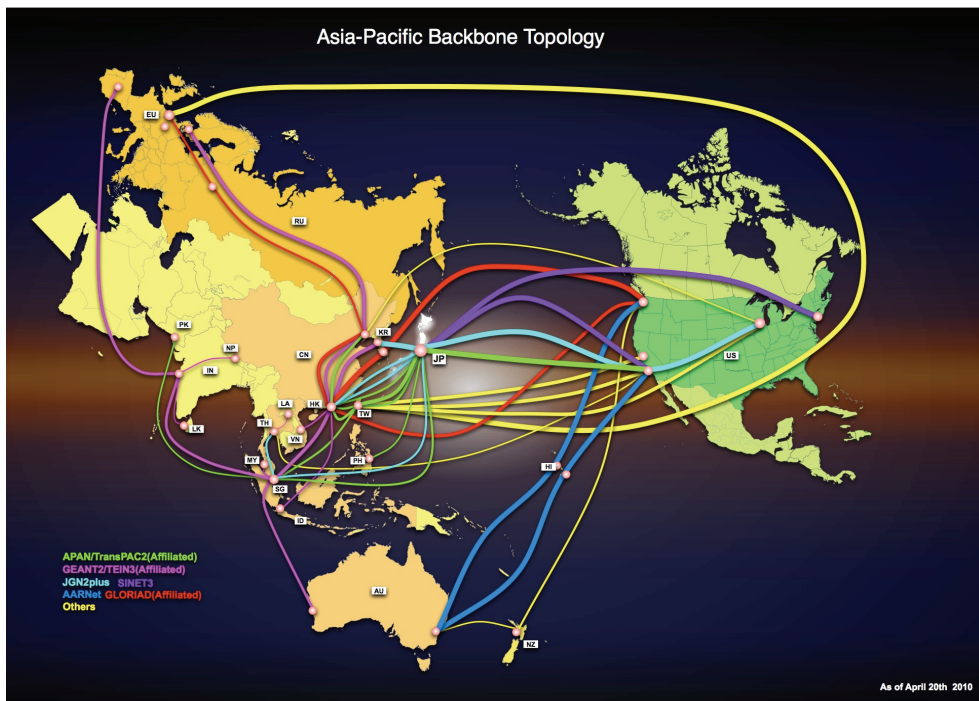 Asia-Pacific Backbone Topology
EU
RU
PK
NP
CN
KR
JP
US
IN
LA
HK
TW
LK
TH
VN
MY
PH
HI
SG
ID
AU
NZ
APAN/TransPAC2(Affiliated)
GEANT2/TEIN3(Affiliated)
JGN2plus SINET3
AARNet GLORIAD(Affiliated)
Others
As of April 20th 2010